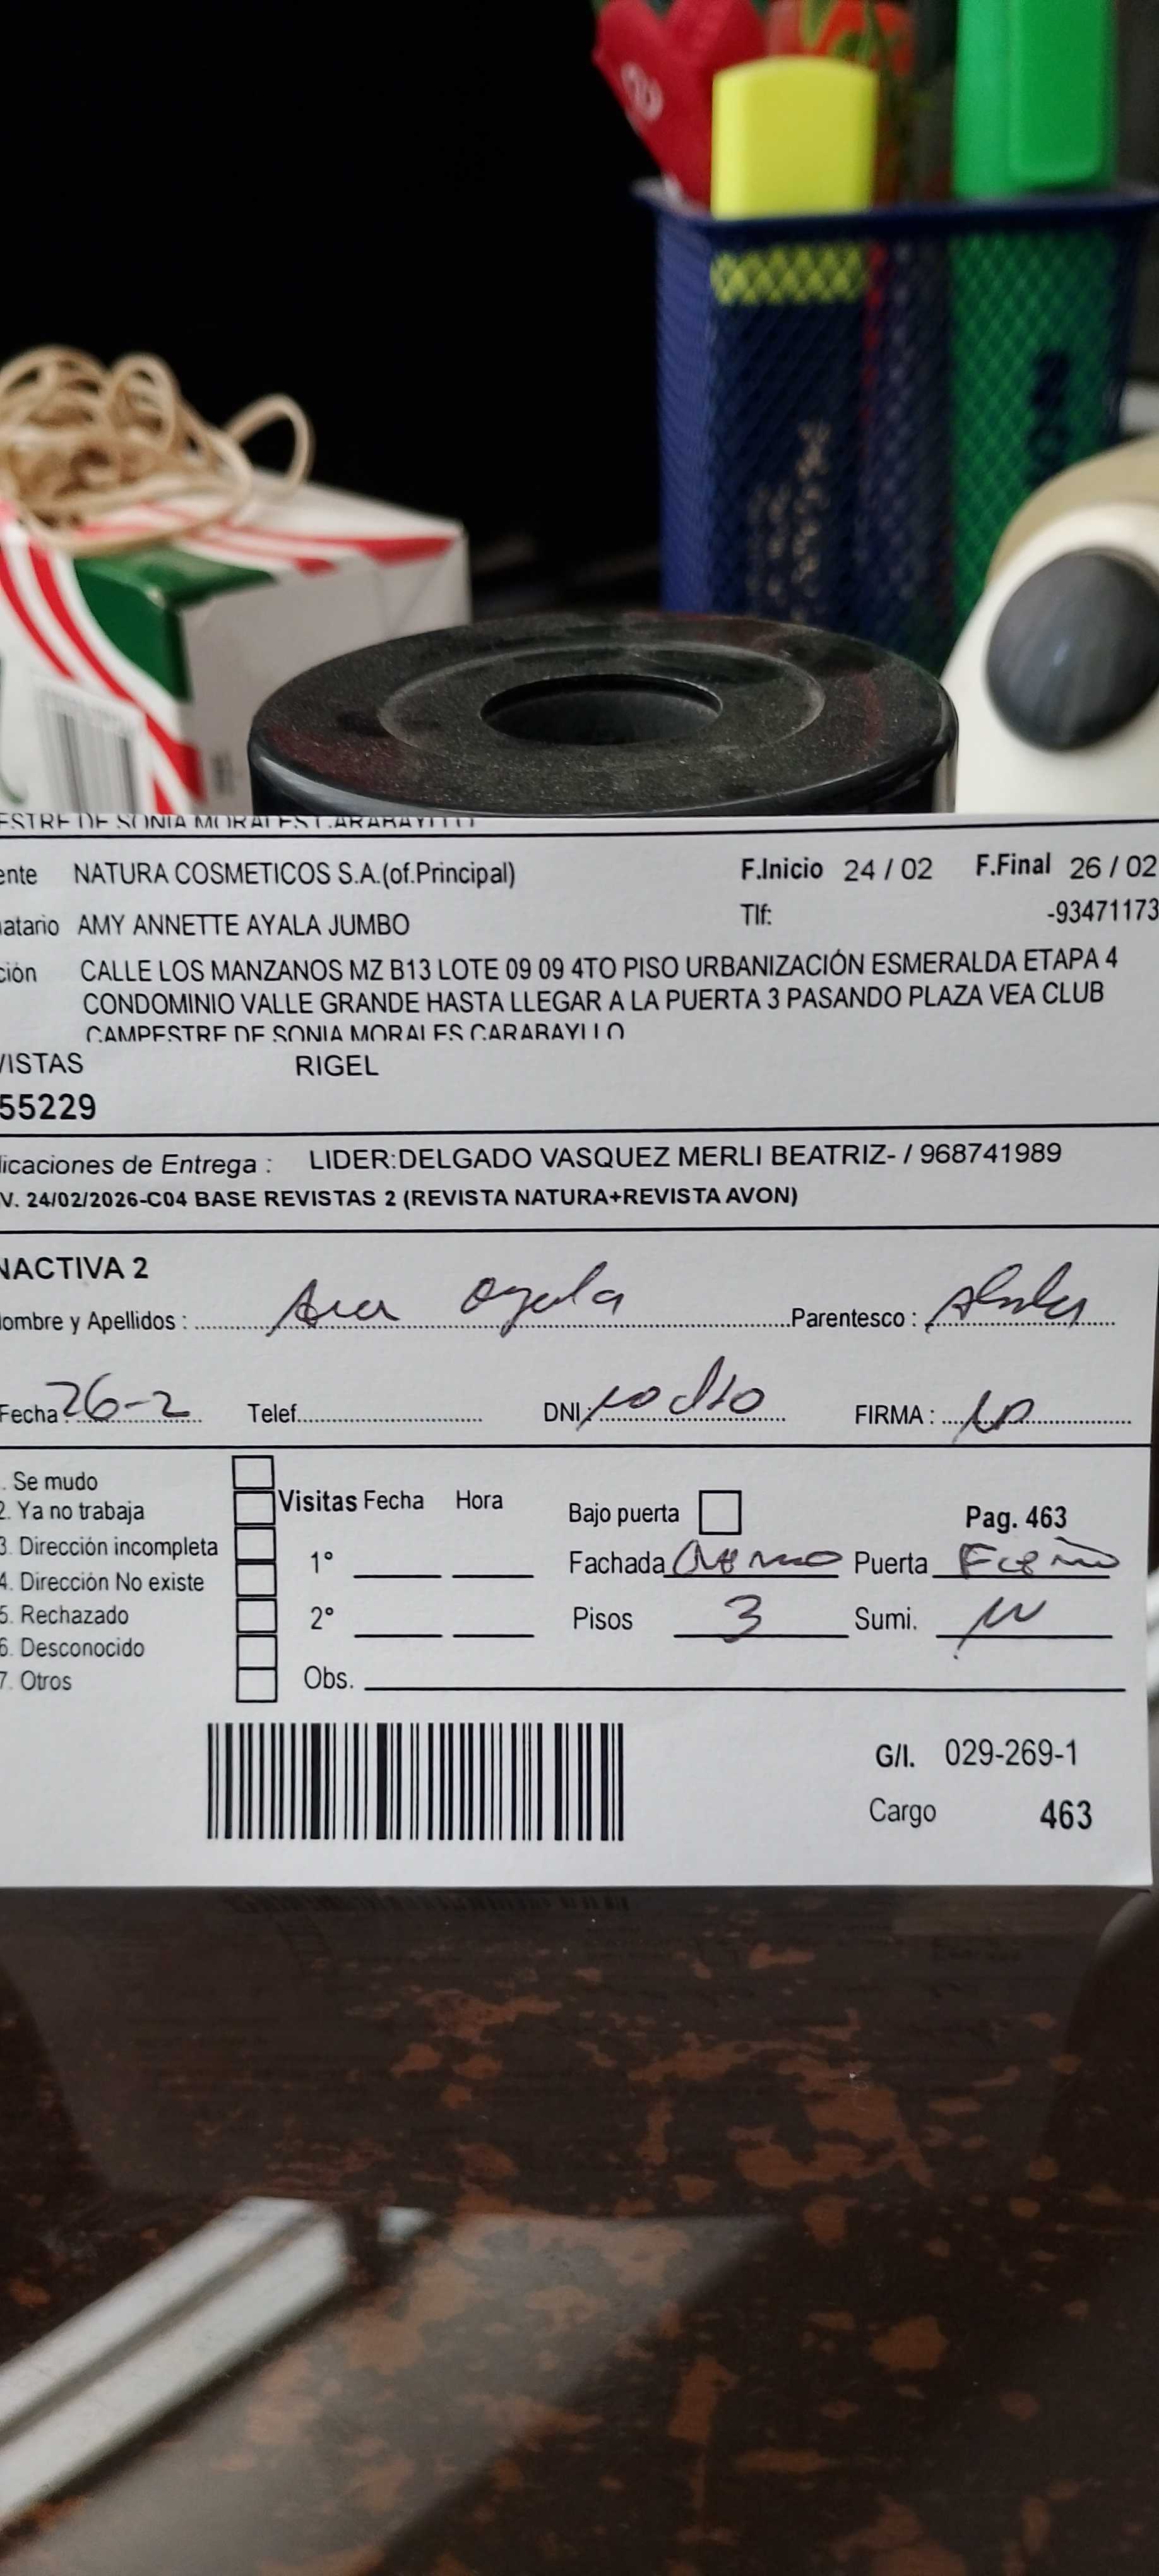 ESTRE DE SONIA MORALES CARABAYLLO
ente NATURA COSMETICOS S.A.(of.Principal) F.Inicio 24 / 02 F.Final 26 / 02
atario AMY ANNETTE AYALA JUMBO Tlf: -93471173
ción CALLE LOS MANZANOS MZ B13 LOTE 09 09 4TO PISO URBANIZACIÓN ESMERALDA ETAPA 4
CONDOMINIO VALLE GRANDE HASTA LLEGAR A LA PUERTA 3 PASANDO PLAZA VEA CLUB
CAMPESTRE DE SONIA MORALES CARABAYLLO
VISTAS RIGEL
55229
licaciones de Entrega : LIDER:DELGADO VASQUEZ MERLI BEATRIZ- / 968741989
V. 24/02/2026-C04 BASE REVISTAS 2 (REVISTA NATURA+REVISTA AVON)
NACTIVA 2
ombre y Apellidos : Ayala Parentesco :
Fecha : 26-2 Telef. DNI: FIRMA :
. Se mudo
2. Ya no trabaja Visitas Fecha Hora Bajo puerta Pag. 463
3. Dirección incompleta
4. Dirección No existe 1° Fachada Puerta
5. Rechazado 2° Pisos 3 Sumi.
6. Desconocido
7. Otros Obs.
G/I. 029-269-1
Cargo 463